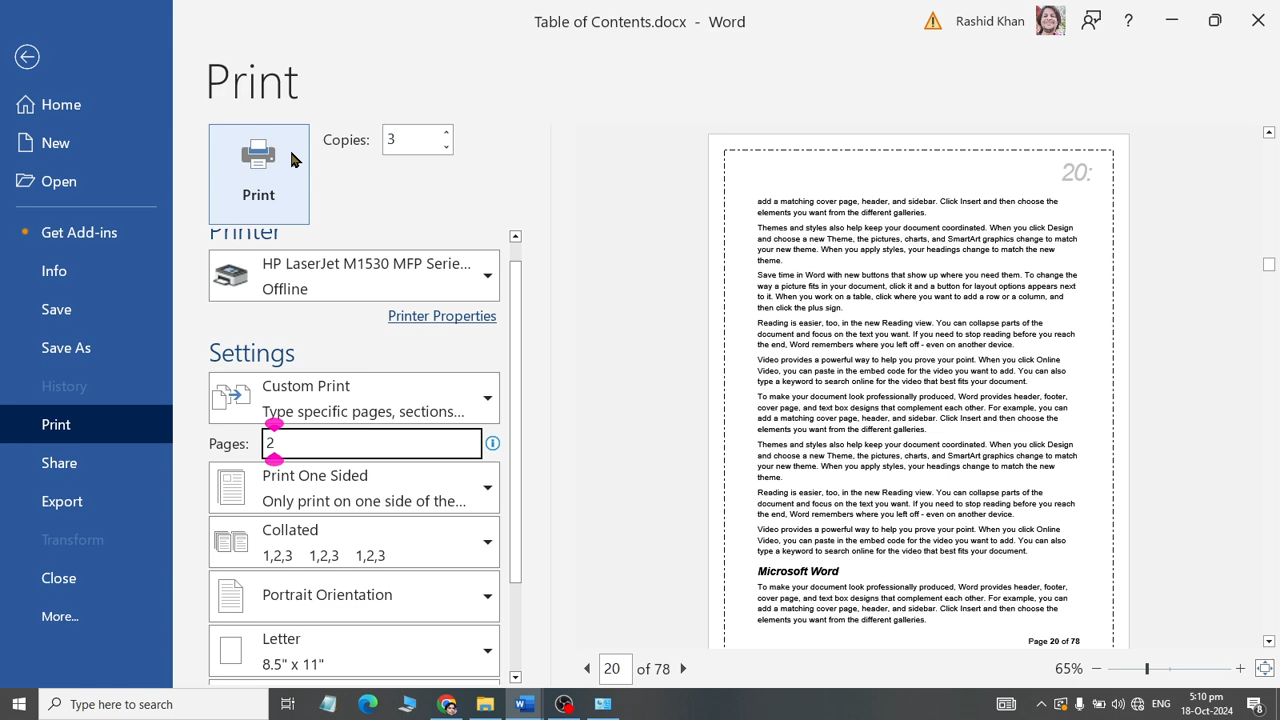 Table of Contents.docx - Word
Rashid Khan
?
Home
New
Open
Get Add-ins
Info
Save
Save As
History
Print
Share
Export
Transform
Close
More...
Print
Print
Copies: 3
Printer
HP LaserJet M1530 MFP Serie...
Offline
Printer Properties
Settings
Custom Print
Type specific pages, sections...
Pages: 2
Print One Sided
Only print on one side of the...
Collated
1,2,3 1,2,3 1,2,3
Portrait Orientation
Letter
8.5" x 11"
20:
add a matching cover page, header, and sidebar. Click Insert and then choose the
elements you want from the different galleries.
Themes and styles also help keep your document coordinated. When you click Design
and choose a new Theme, the pictures, charts, and SmartArt graphics change to match
your new theme. When you apply styles, your headings change to match the new
theme.
Save time in Word with new buttons that show up where you need them. To change the
way a picture fits in your document, click it and a button for layout options appears next
to it. When you work on a table, click where you want to add a row or a column, and
then click the plus sign.
Reading is easier, too, in the new Reading view. You can collapse parts of the
document and focus on the text you want. If you need to stop reading before you reach
the end, Word remembers where you left off - even on another device.
Video provides a powerful way to help you prove your point. When you click Online
Video, you can paste in the embed code for the video you want to add. You can also
type a keyword to search online for the video that best fits your document.
To make your document look professionally produced, Word provides header, footer,
cover page, and text box designs that complement each other. For example, you can
add a matching cover page, header, and sidebar. Click Insert and then choose the
elements you want from the different galleries.
Themes and styles also help keep your document coordinated. When you click Design
and choose a new Theme, the pictures, charts, and SmartArt graphics change to match
your new theme. When you apply styles, your headings change to match the new
theme.
Reading is easier, too, in the new Reading view. You can collapse parts of the
document and focus on the text you want. If you need to stop reading before you reach
the end, Word remembers where you left off - even on another device.
Video provides a powerful way to help you prove your point. When you click Online
Video, you can paste in the embed code for the video you want to add. You can also
type a keyword to search online for the video that best fits your document.
Microsoft Word
To make your document look professionally produced, Word provides header, footer,
cover page, and text box designs that complement each other. For example, you can
add a matching cover page, header, and sidebar. Click Insert and then choose the
elements you want from the different galleries.
Page 20 of 78
20 of 78
65%
Type here to search
ENG
5:10 pm
18-Oct-2024
8